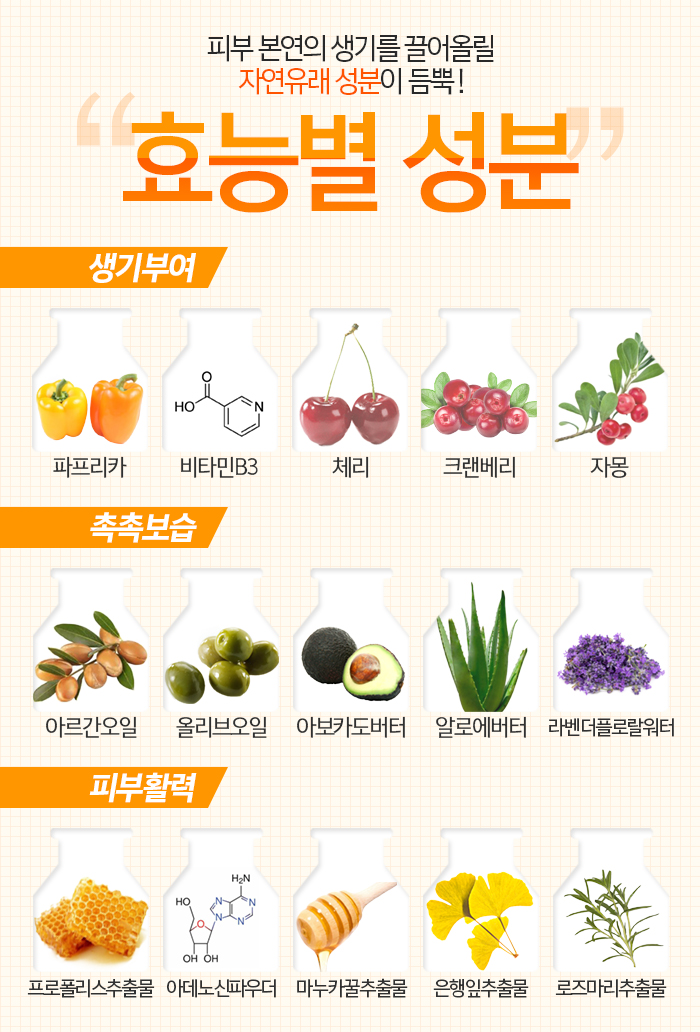 피부 본연의 생기를 끌어올릴
자연유래 성분이 듬뿍!
“효능별 성분”
생기부여
HO O N
파프리카 비타민B3 체리 크랜베리 자몽
촉촉보습
아르간오일 올리브오일 아보카도버터 알로에버터 라벤더플로랄워터
피부활력
H₂N
N N
HO O N N
OH OH
프로폴리스추출물 아데노신파우더 마누카꿀추출물 은행잎추출물 로즈마리추출물